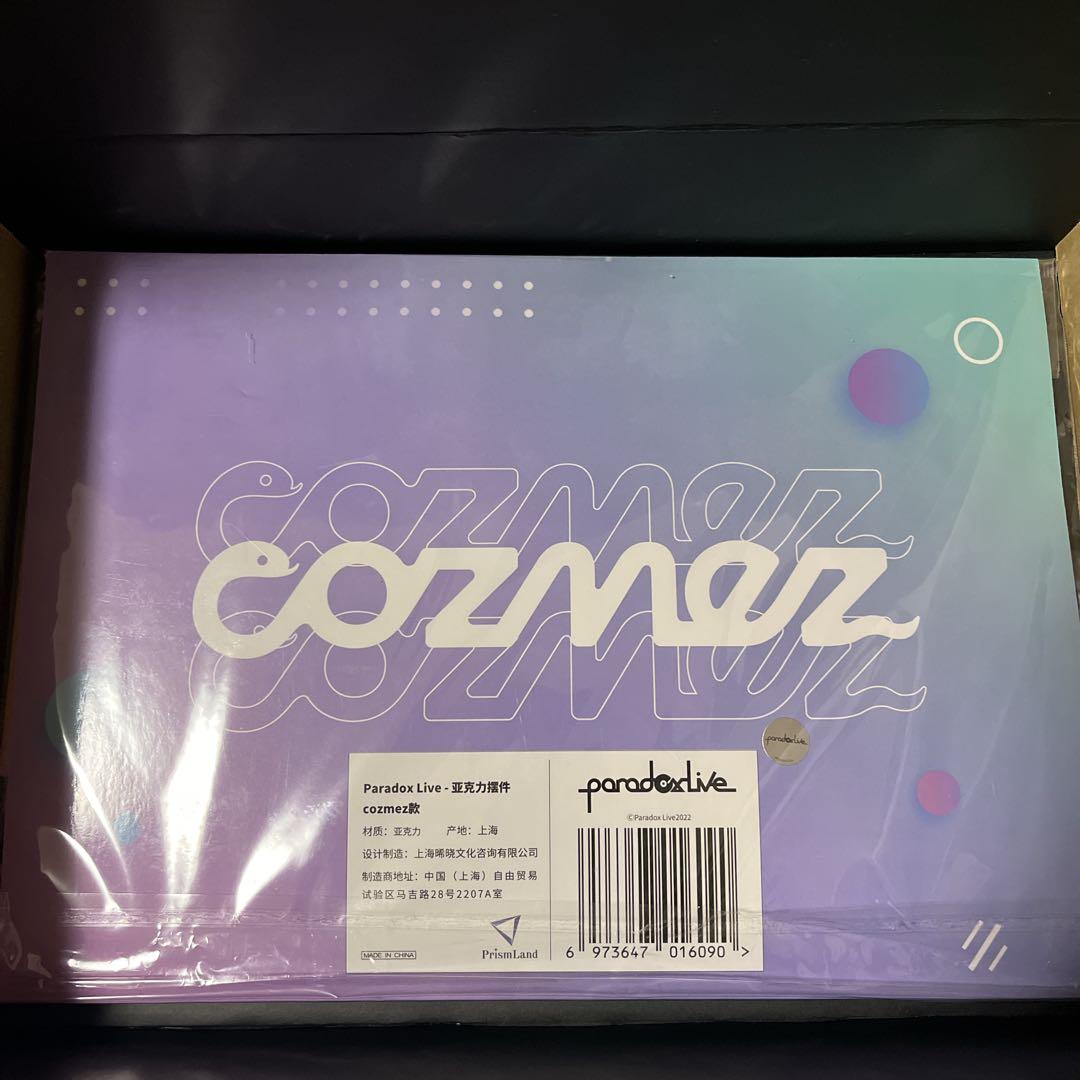 cozmez
cozmez
cozmez
paradoxlive
Paradox Live - 亚克力摆件
cozmez款
材质：亚克力 产地：上海
设计制造：上海晞晓文化咨询有限公司
制造商地址：中国（上海）自由贸易
试验区马吉路28号2207A室
MADE IN CHINA
PrismLand
paradoxlive
©Paradox Live2022
6 973647 016090 >